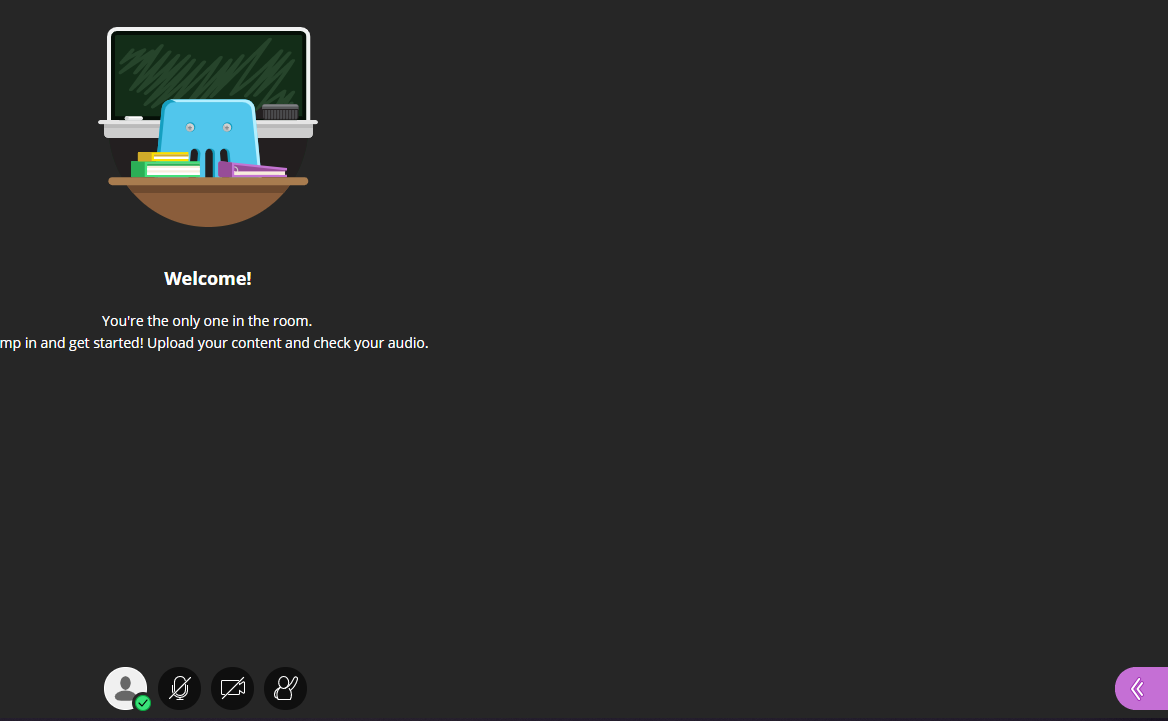 Welcome!
You're the only one in the room.
mp in and get started! Upload your content and check your audio.